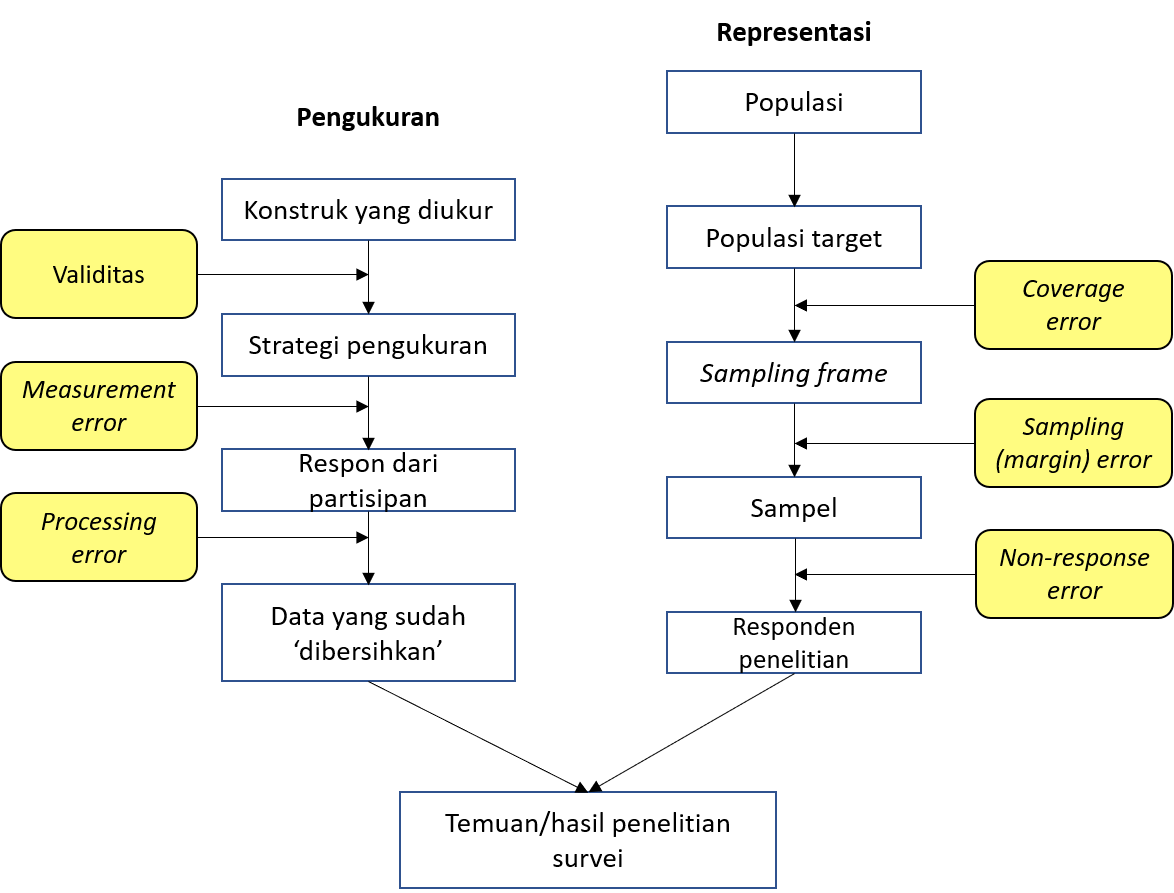 Representasi
Populasi
Populasi target
Coverage
error
Sampling frame
Sampling
(margin) error
Sampel
Non-response
error
Responden
penelitian
Pengukuran
Konstruk yang diukur
Validitas
Strategi pengukuran
Measurement
error
Respon dari
partisipan
Processing
error
Data yang sudah
‘dibersihkan’
Temuan/hasil penelitian
survei